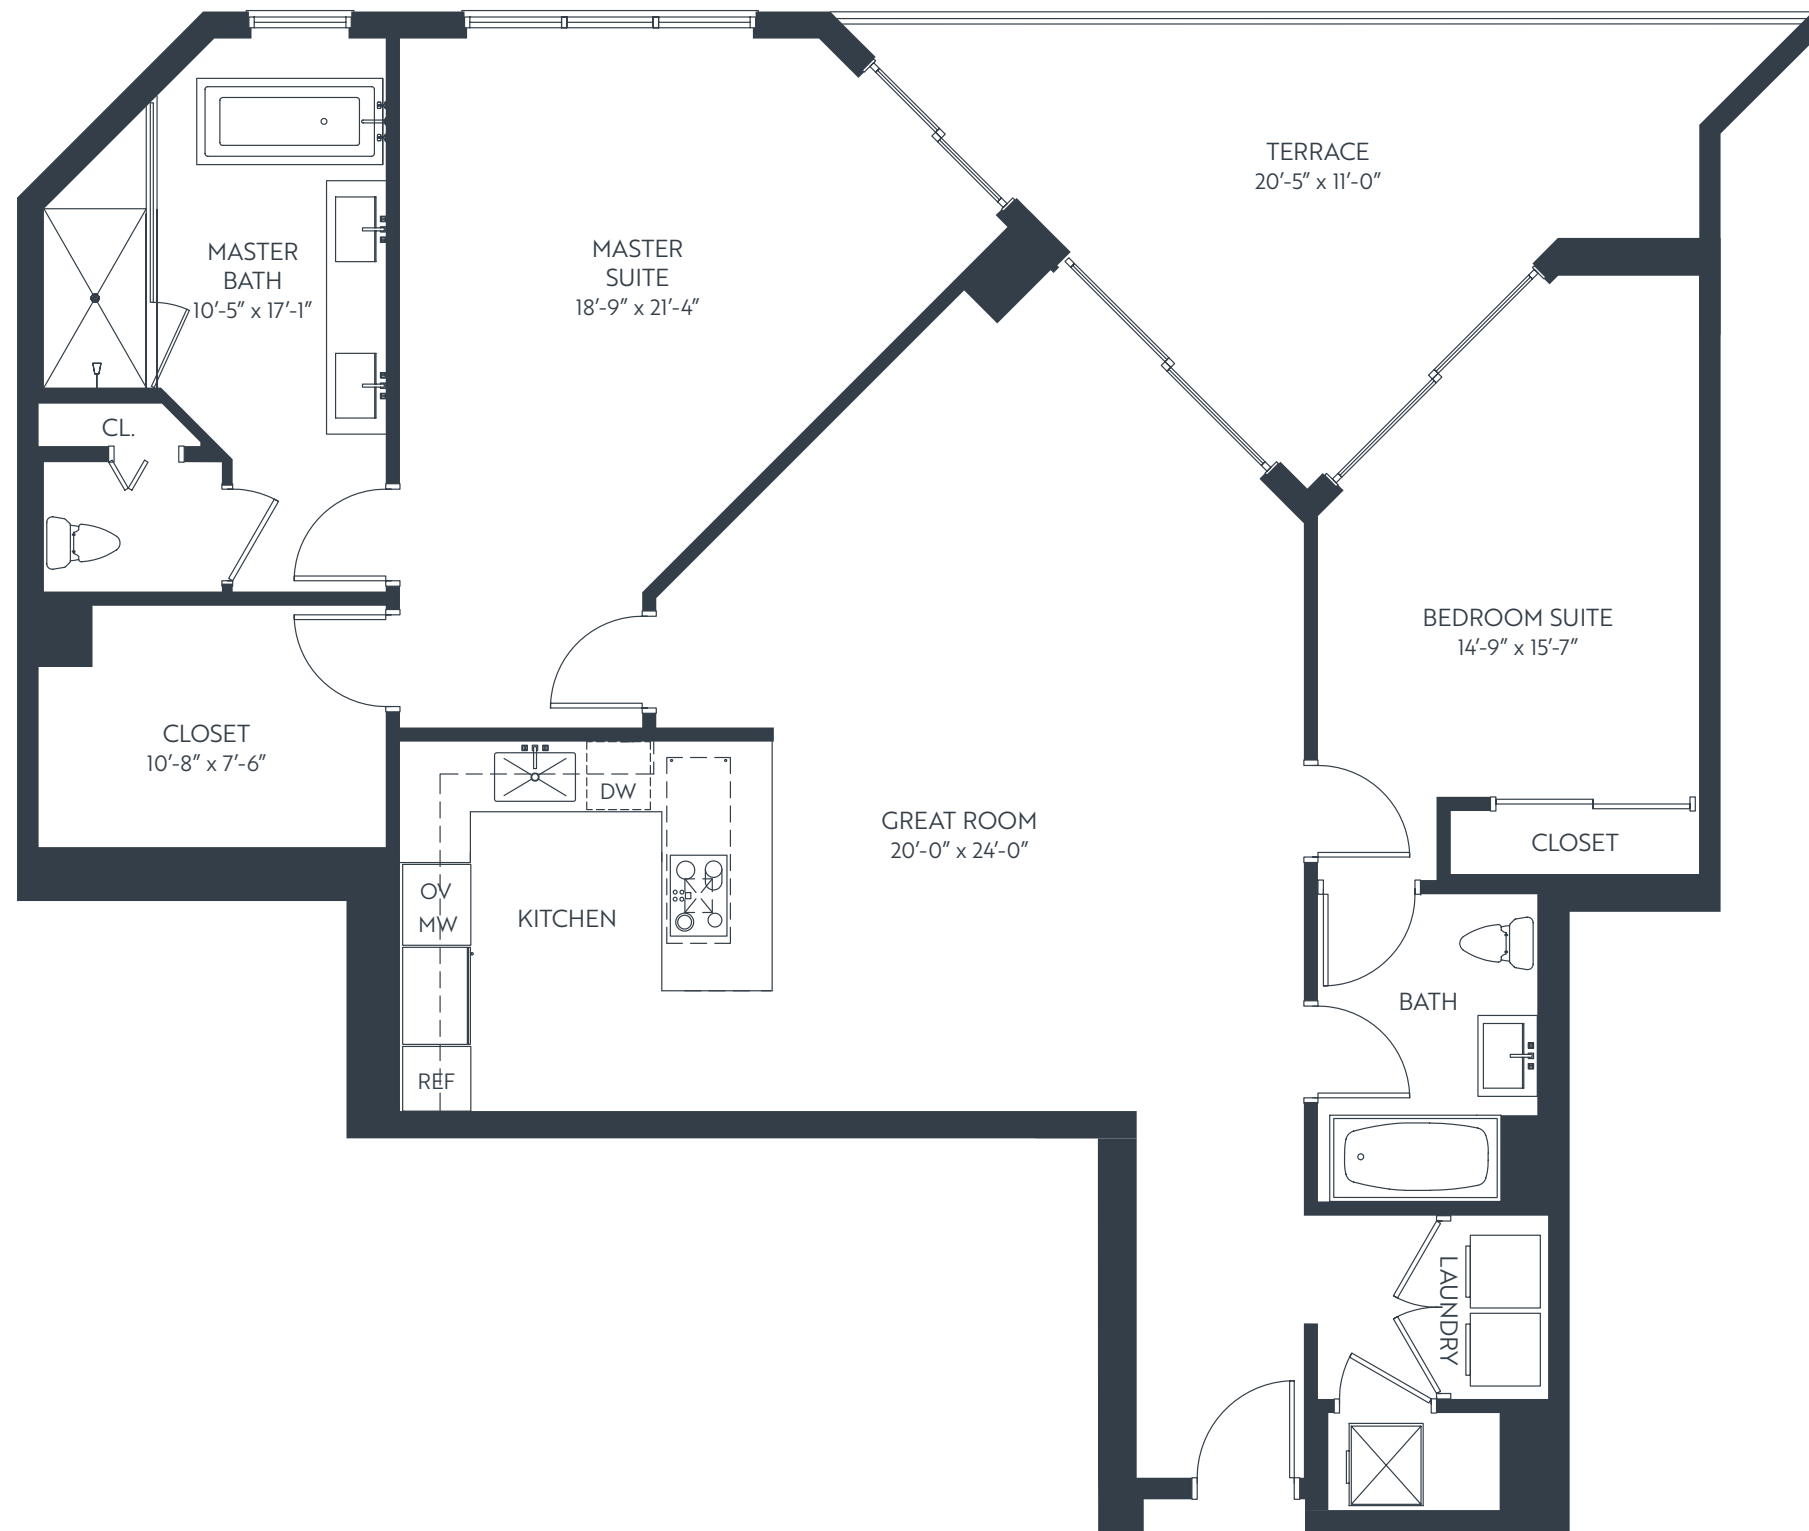 TERRACE
20'-5" x 11'-0"
MASTER
BATH
10'-5" x 17'-1"
MASTER
SUITE
18'-9" x 21'-4"
CL.
BEDROOM SUITE
14'-9" x 15'-7"
CLOSET
10'-8" x 7'-6"
DW
GREAT ROOM
20'-0" x 24'-0"
CLOSET
OV
MW
KITCHEN
REF
BATH
LAUNDRY